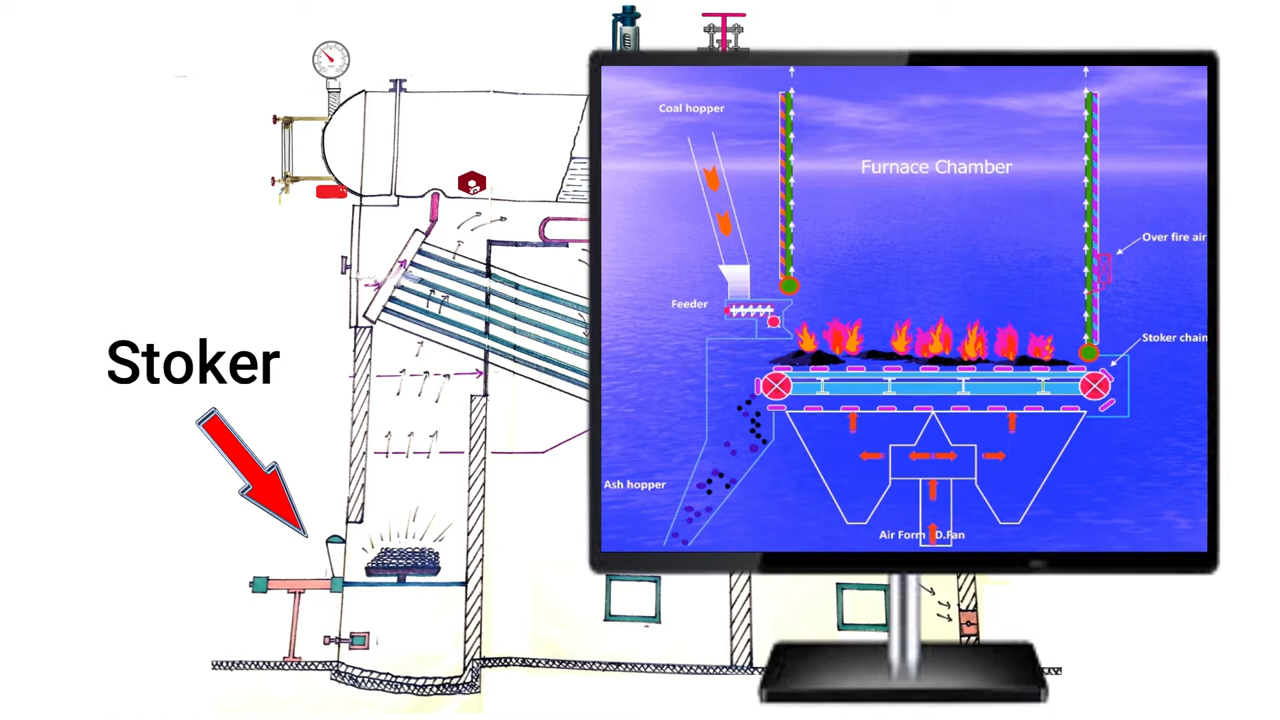 Coal hopper
Furnace Chamber
Over fire air
Feeder
Stoker chain
Stoker
Ash hopper
Air Form D.Fan